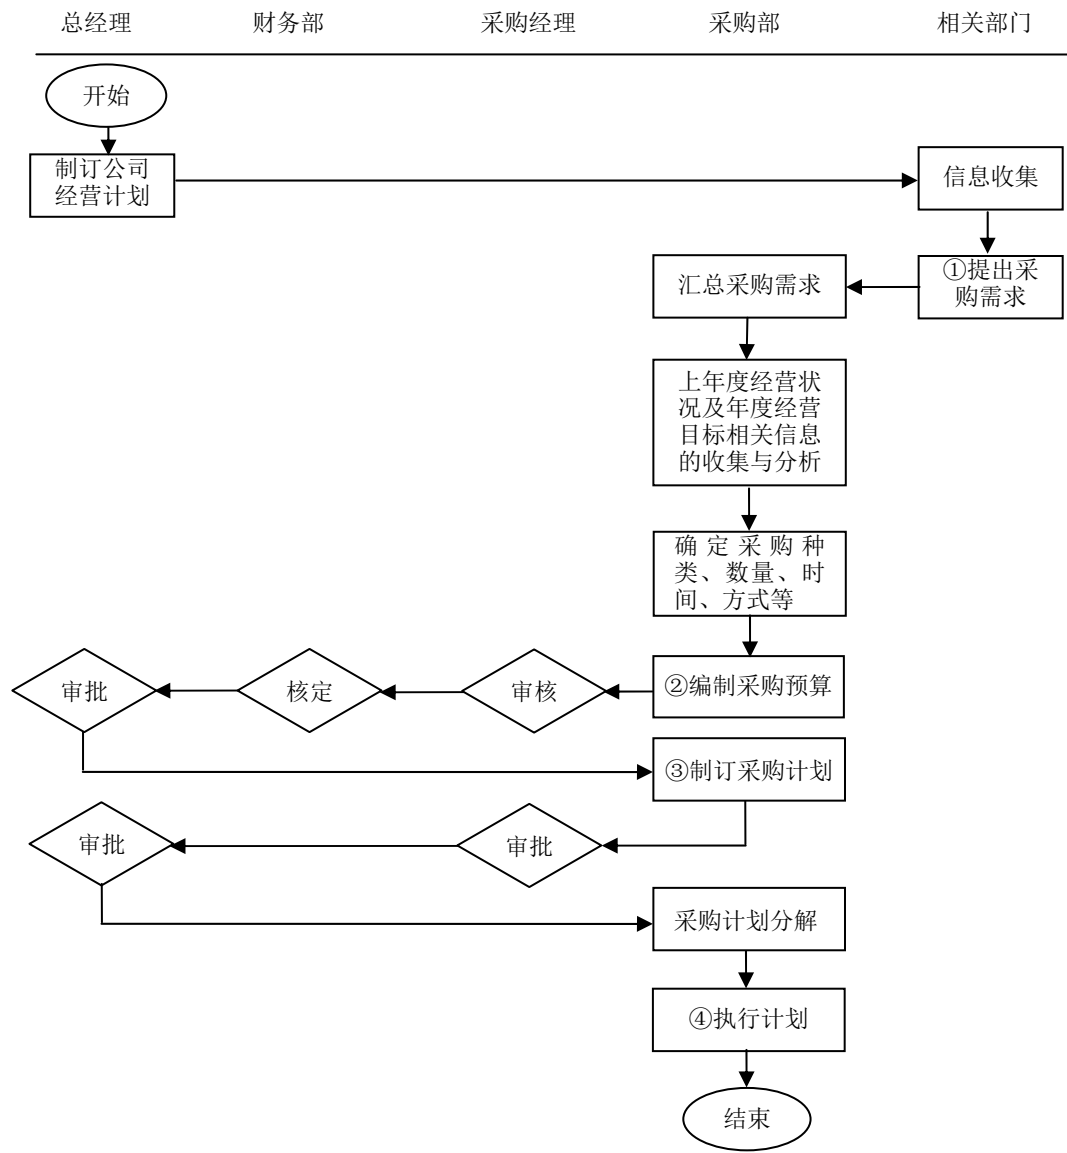 总经理
财务部
采购经理
采购部
相关部门
开始
制订公司
经营计划
信息收集
①提出采
购需求
汇总采购需求
上年度经营状
况及年度经营
目标相关信息
的收集与分析
确定采购种
类、数量、时
间、方式等
审批
核定
审核
②编制采购预算
③制订采购计划
审批
审批
采购计划分解
④执行计划
结束